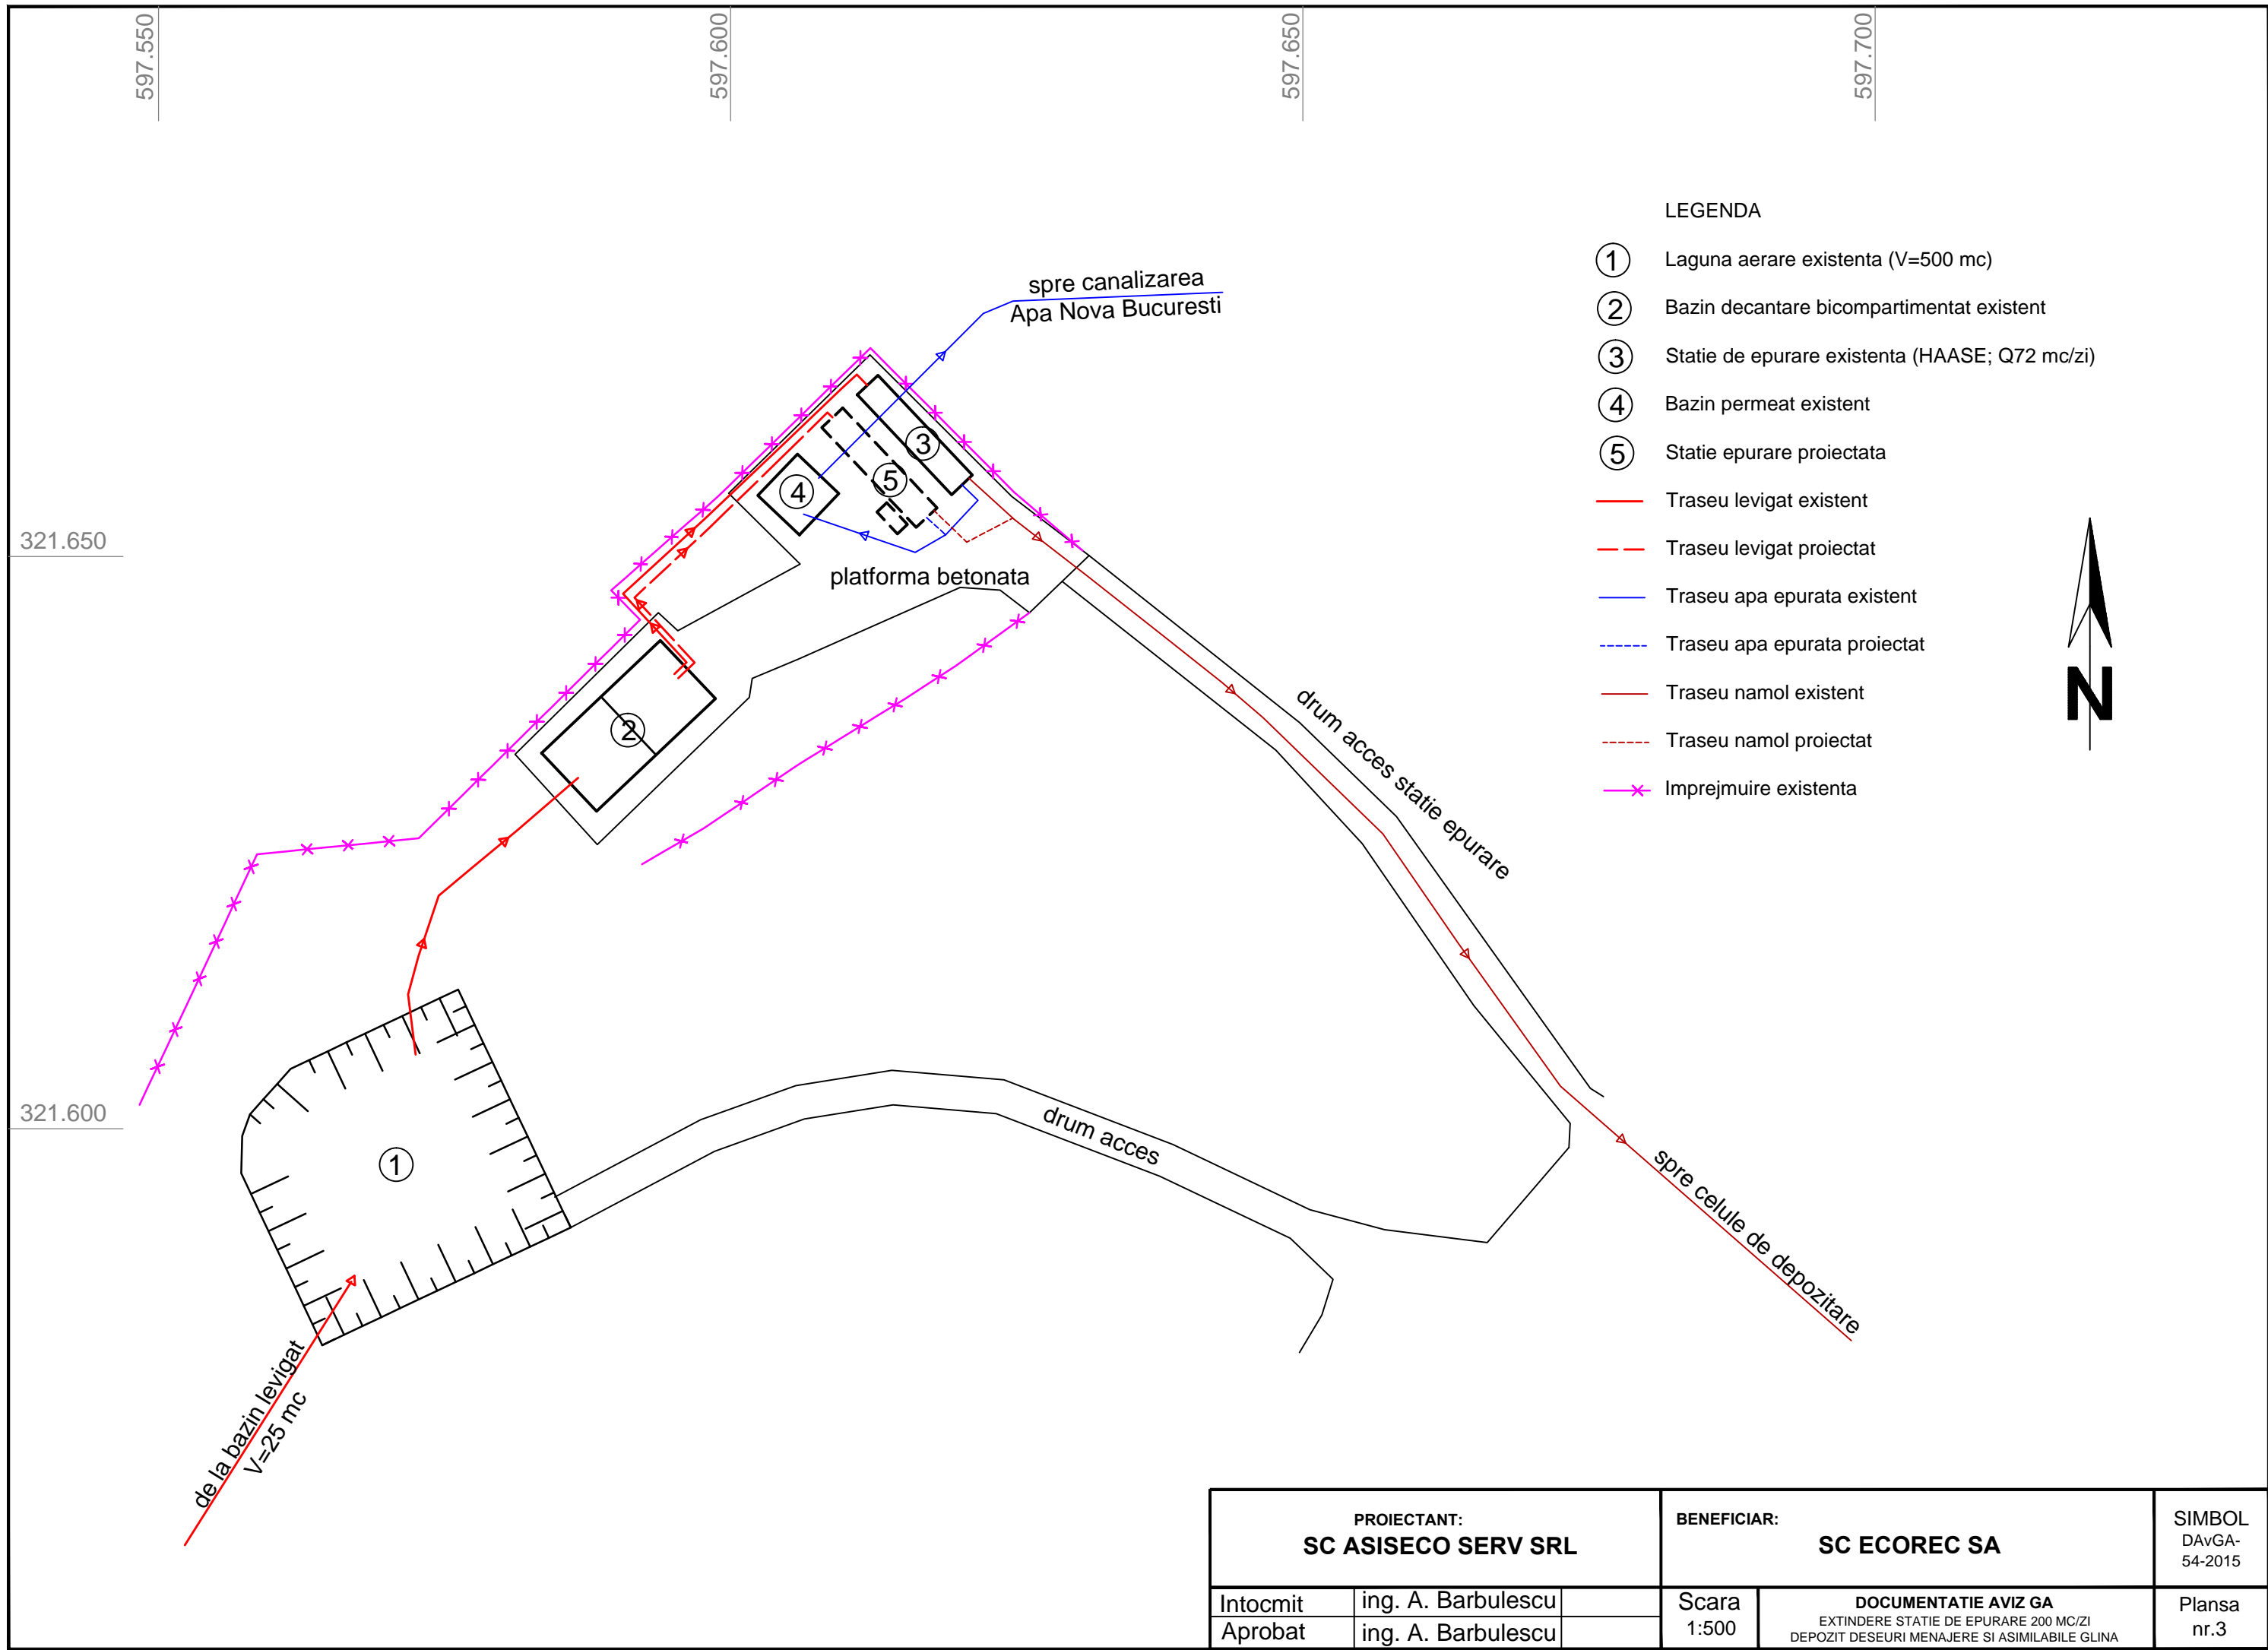 597.550
597.600
597.650
597.700
321.650
321.600
spre canalizarea
Apa Nova Bucuresti
3
5
4
platforma betonata
2
1
drum acces statie epurare
drum acces
spre celule de depozitare
de la bazin levigat
V=25 mc
LEGENDA
1 Laguna aerare existenta (V=500 mc)
2 Bazin decantare bicompartimentat existent
3 Statie de epurare existenta (HAASE; Q72 mc/zi)
4 Bazin permeat existent
5 Statie epurare proiectata
Traseu levigat existent
Traseu levigat proiectat
Traseu apa epurata existent
Traseu apa epurata proiectat
Traseu namol existent
Traseu namol proiectat
Imprejmuire existenta
N
PROIECTANT:
SC ASISECO SERV SRL
BENEFICIAR:
SC ECOREC SA
SIMBOL
DAvGA-
54-2015
Intocmit ing. A. Barbulescu
Aprobat ing. A. Barbulescu
Scara
1:500
DOCUMENTATIE AVIZ GA
EXTINDERE STATIE DE EPURARE 200 MC/ZI
DEPOZIT DESEURI MENAJERE SI ASIMILABILE GLINA
Plansa
nr.3